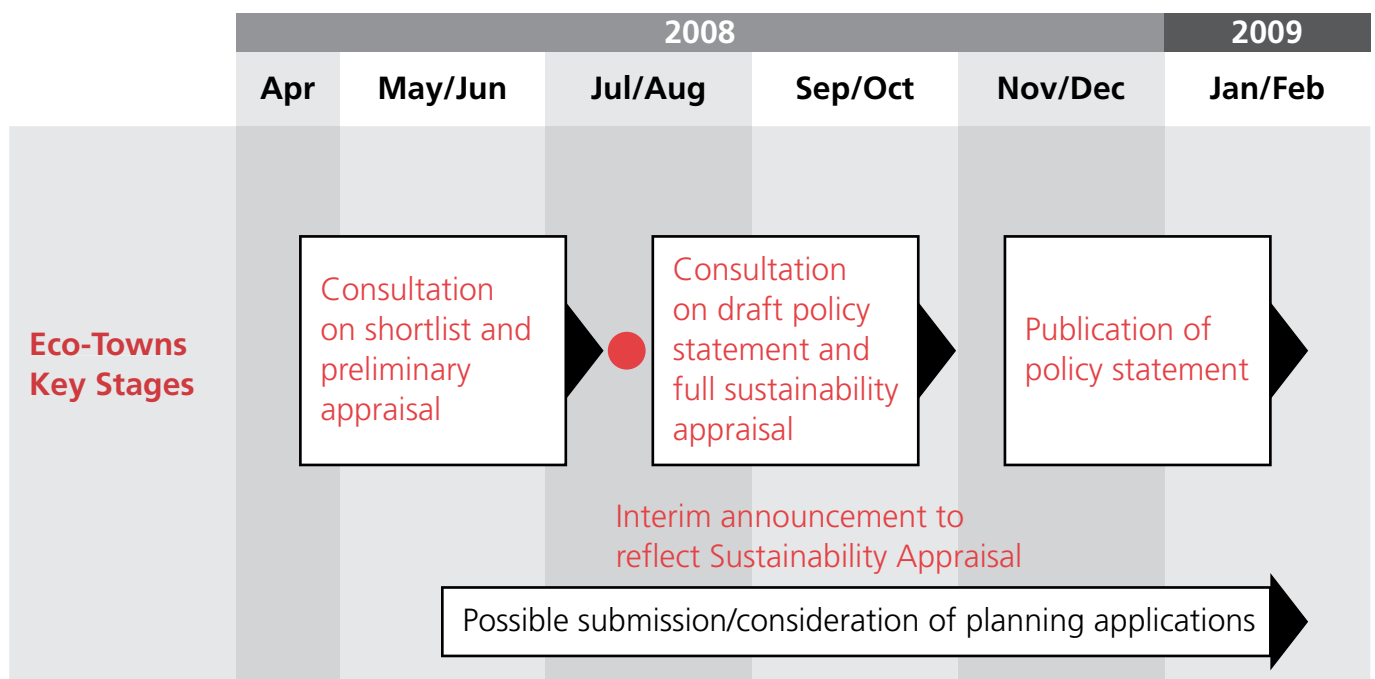 2008
2009
Apr
May/Jun
Jul/Aug
Sep/Oct
Nov/Dec
Jan/Feb
Eco-Towns
Key Stages
Consultation
on shortlist and
preliminary
appraisal
Consultation
on draft policy
statement and
full sustainability
appraisal
Publication of
policy statement
Interim announcement to
reflect Sustainability Appraisal
Possible submission/consideration of planning applications